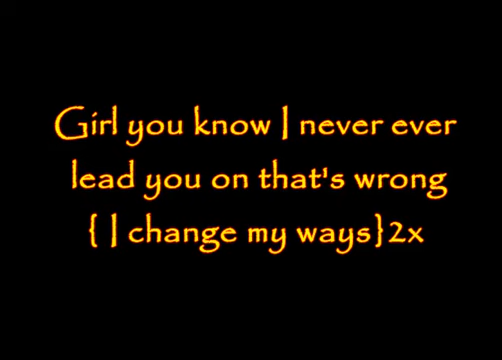 Girl you know I never ever
lead you on that's wrong
{ I change my ways}2x